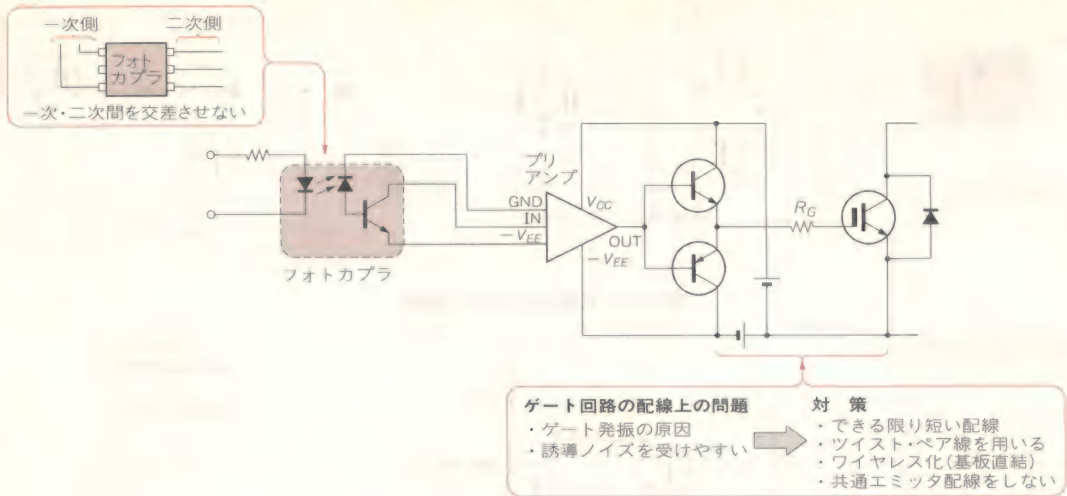 一次側
二次側
フォト
カプラ
一次・二次間を交差させない
フォトカプラ
プリ
アンプ
GND
IN
−VEE
VCC
OUT
−VEE
RG
ゲート回路の配線上の問題
・ゲート発振の原因
・誘導ノイズを受けやすい
対 策
・できる限り短い配線
・ツイスト・ペア線を用いる
・ワイヤレス化(基板直結)
・共通エミッタ配線をしない